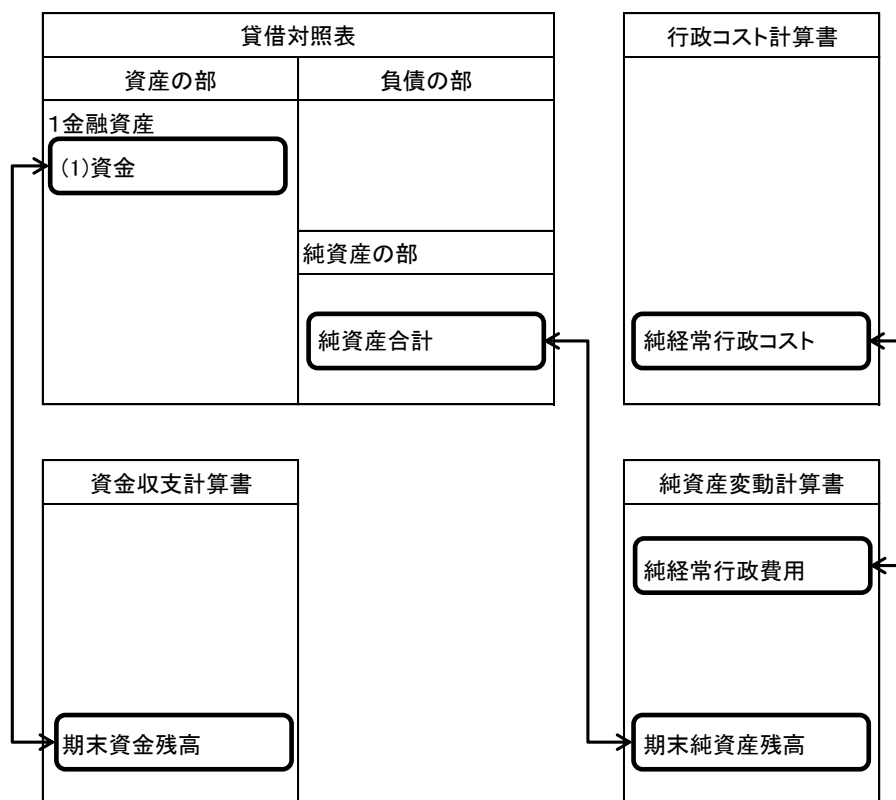 貸借対照表
資産の部
負債の部
1金融資産
(1)資金
純資産の部
純資産合計
行政コスト計算書
純経常行政コスト
資金収支計算書
期末資金残高
純資産変動計算書
純経常行政費用
期末純資産残高